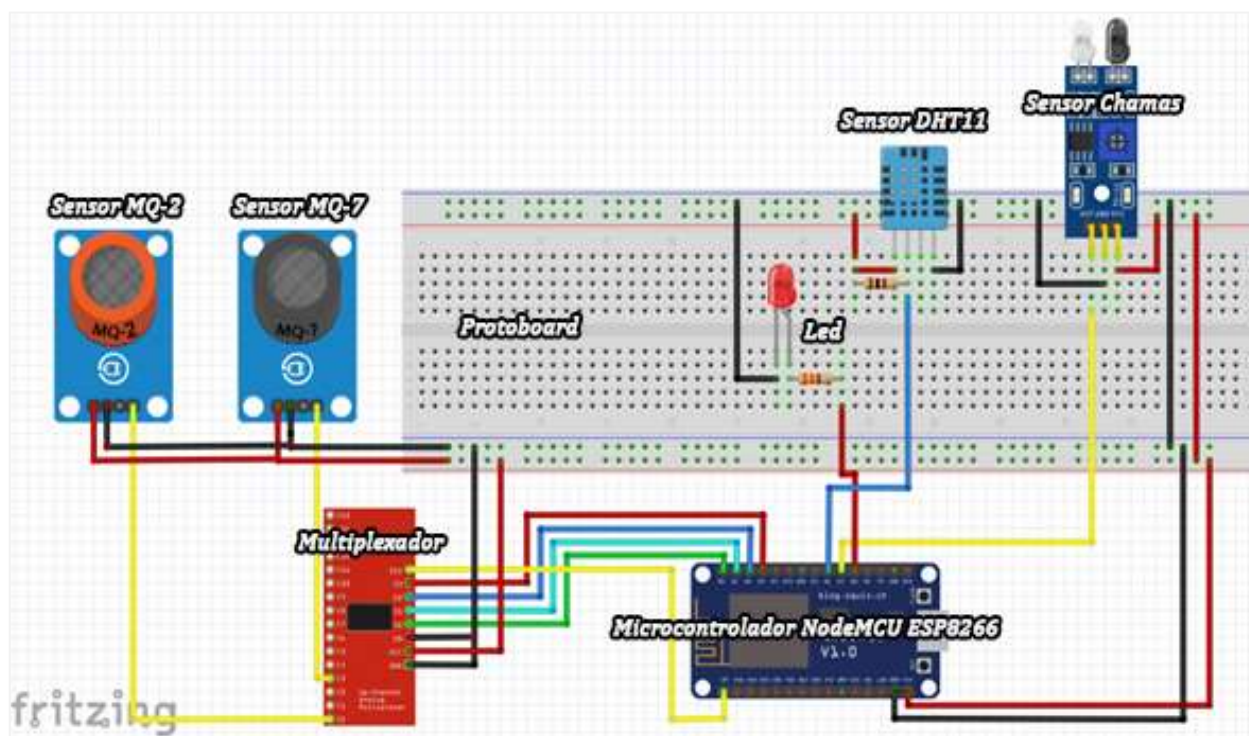 Sensor Chamas
Sensor DHT11
Sensor MQ-2
Sensor MQ-7
MQ-2
MQ-7
Protoboard
Led
Multiplexador
Microcontrolador NodeMCU ESP8266
V1.0
fritzing